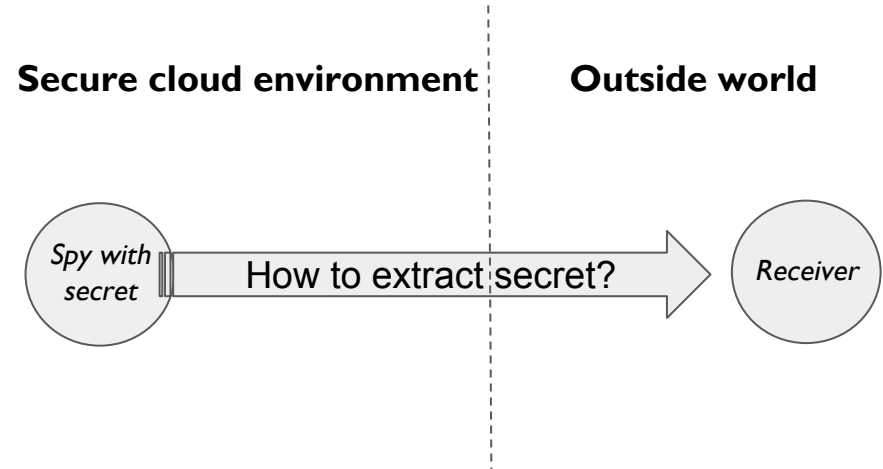 Secure cloud environment
Outside world
Spy with
secret
How to extract secret?
Receiver